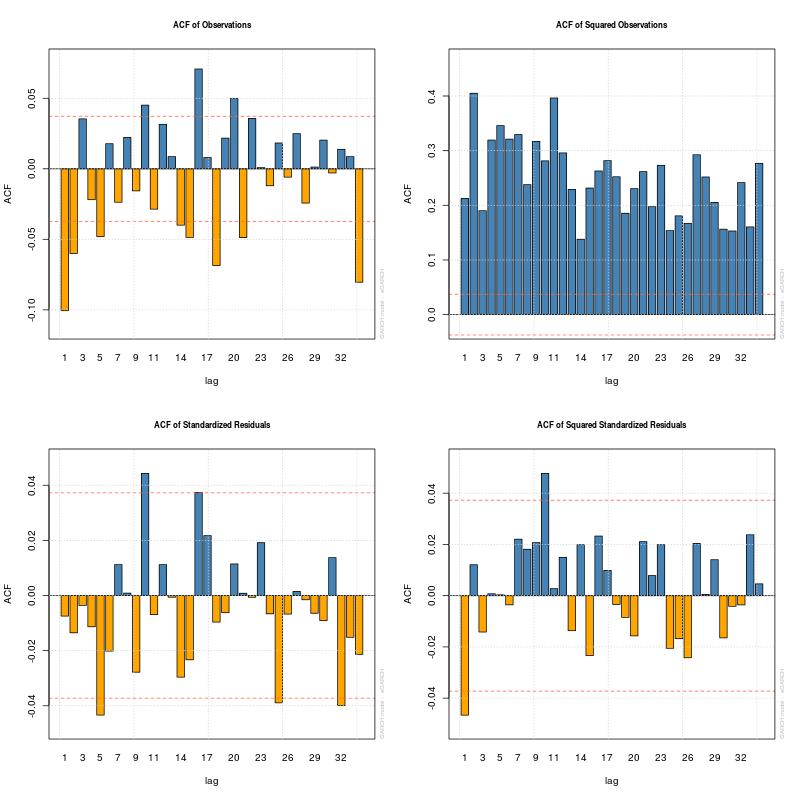 ACF of Observations
ACF
0.05
0.00
-0.05
-0.10
1 3 5 7 9 11 14 17 20 23 26 29 32
lag
GARCH model : eGARCH
ACF of Squared Observations
ACF
0.4
0.3
0.2
0.1
0.0
1 3 5 7 9 11 14 17 20 23 26 29 32
lag
GARCH model : eGARCH
ACF of Standardized Residuals
ACF
0.04
0.02
0.00
-0.02
-0.04
1 3 5 7 9 11 14 17 20 23 26 29 32
lag
GARCH model : eGARCH
ACF of Squared Standardized Residuals
ACF
0.04
0.02
0.00
-0.02
-0.04
1 3 5 7 9 11 14 17 20 23 26 29 32
lag
GARCH model : eGARCH